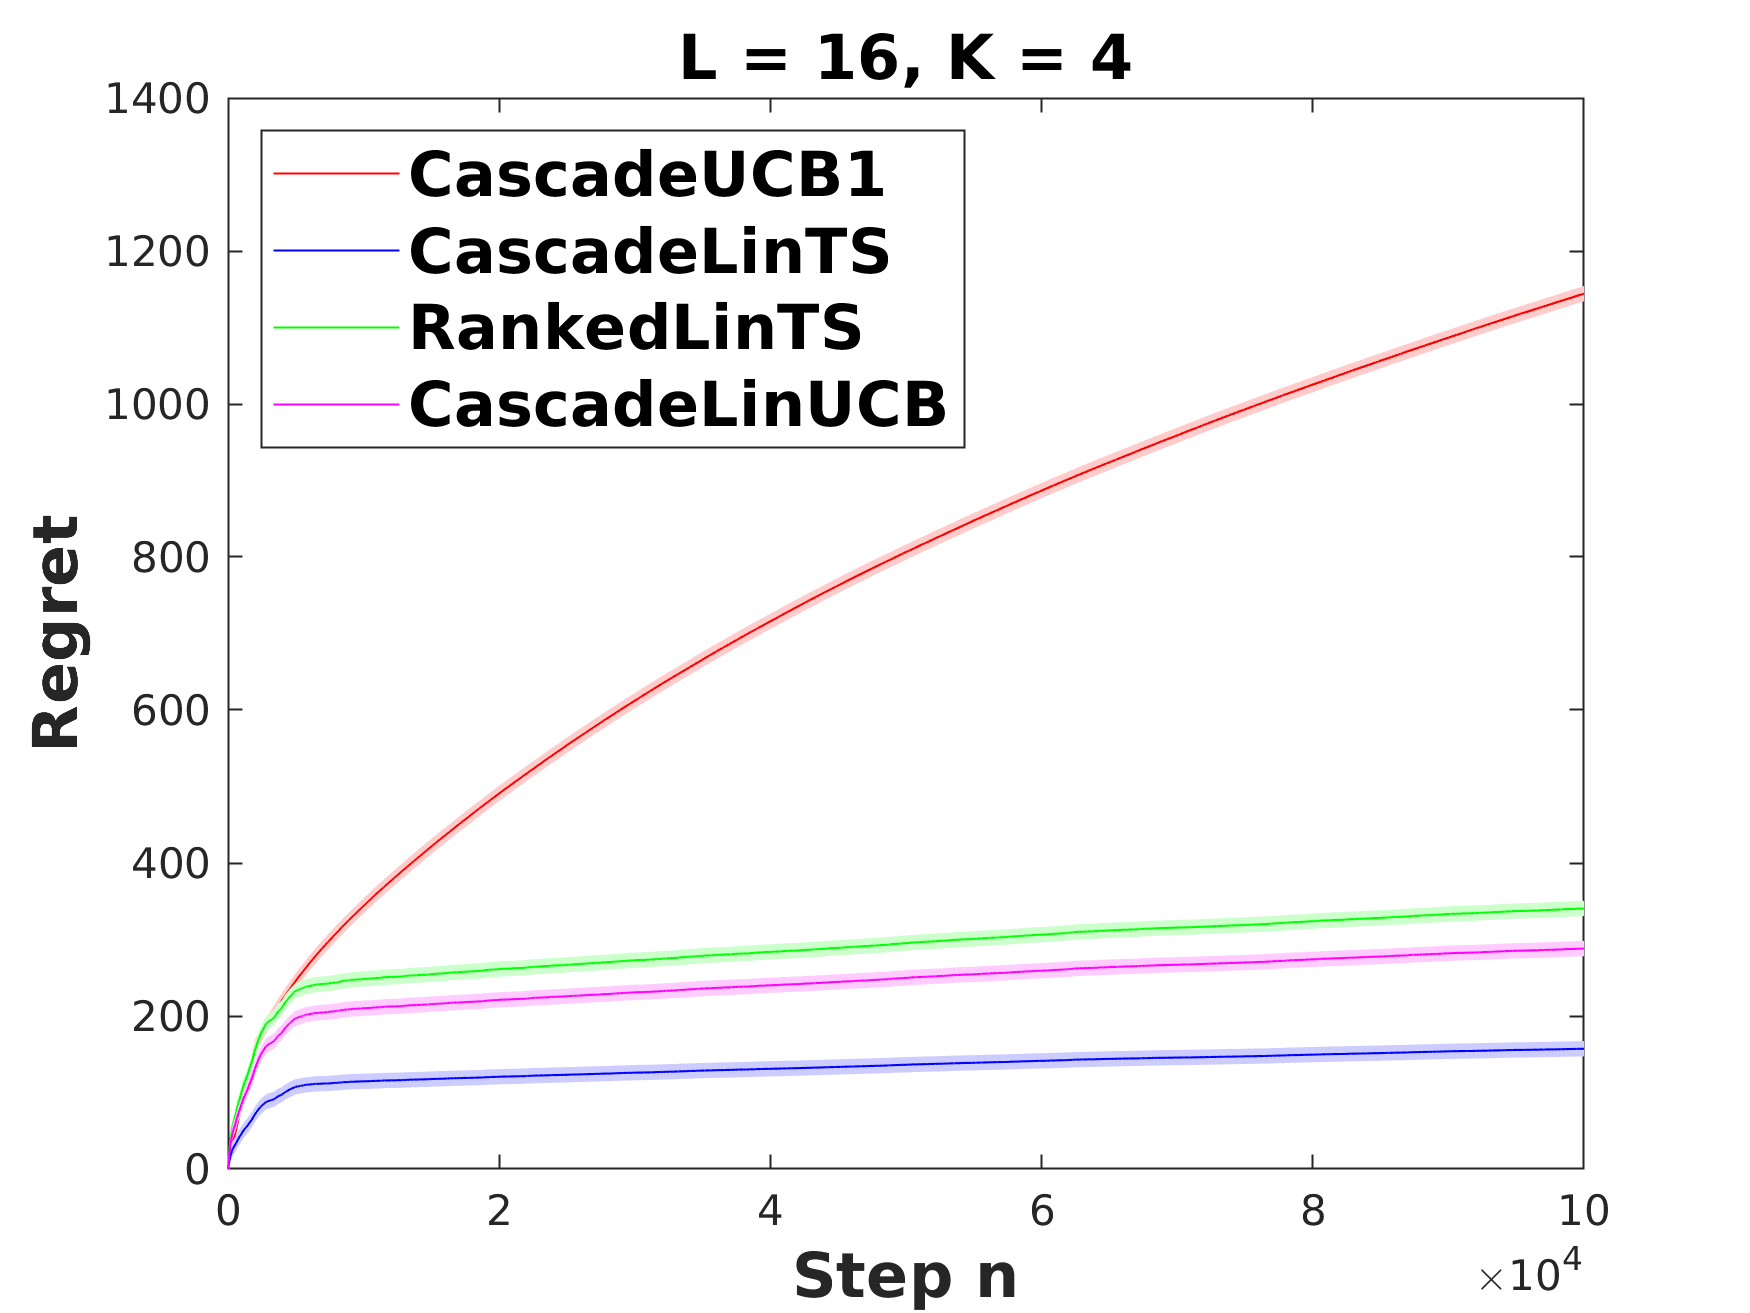 L = 16, K = 4
1400
1200
1000
800
600
400
200
0
CascadeUCB1
CascadeLinTS
RankedLinTS
CascadeLinUCB
Regret
0 2 4 6 8 10
×10⁴
Step n